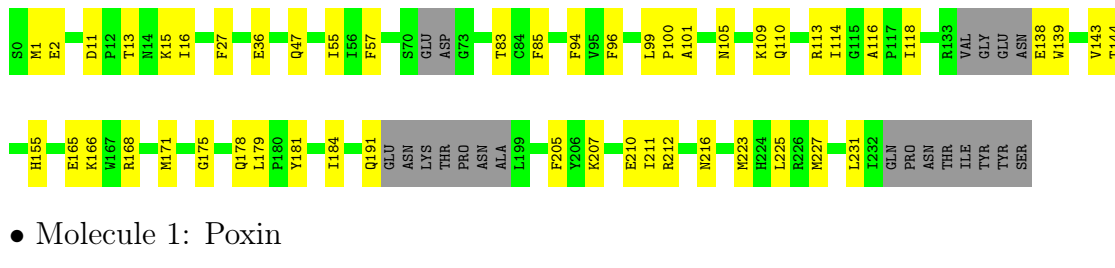 S0 M1 E2 D11 P12 T13 N14 K15 I16 F27 E36 Q47 I55 I56 F57 S70 GLU ASP G73 T83 C84 F85 F94 V95 F96 L99 P100 A101 N105 K109 Q110 R113 I114 G115 A116 P117 I118 R133 VAL GLY GLU ASN E138 W139 V143 T144
H155 E165 K166 W167 R168 M171 G175 Q178 L179 P180 Y181 I184 Q191 GLU ASN LYS THR PRO ASN ALA L199 F205 Y206 K207 E210 I211 R212 N216 M223 H224 L225 R226 M227 L231 I232 GLN PRO ASN THR ILE TYR TYR SER
• Molecule 1: Poxin